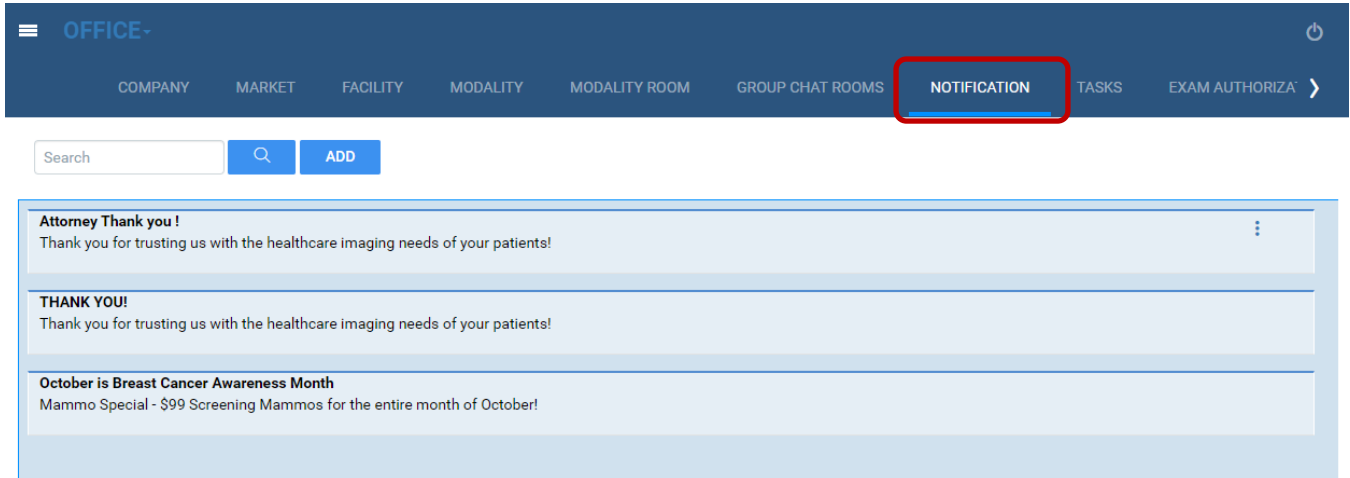 OFFICE
COMPANY MARKET FACILITY MODALITY MODALITY ROOM GROUP CHAT ROOMS NOTIFICATION TASKS EXAM AUTHORIZAT
Search ADD
Attorney Thank you !
Thank you for trusting us with the healthcare imaging needs of your patients!
THANK YOU!
Thank you for trusting us with the healthcare imaging needs of your patients!
October is Breast Cancer Awareness Month
Mammo Special - $99 Screening Mammos for the entire month of October!